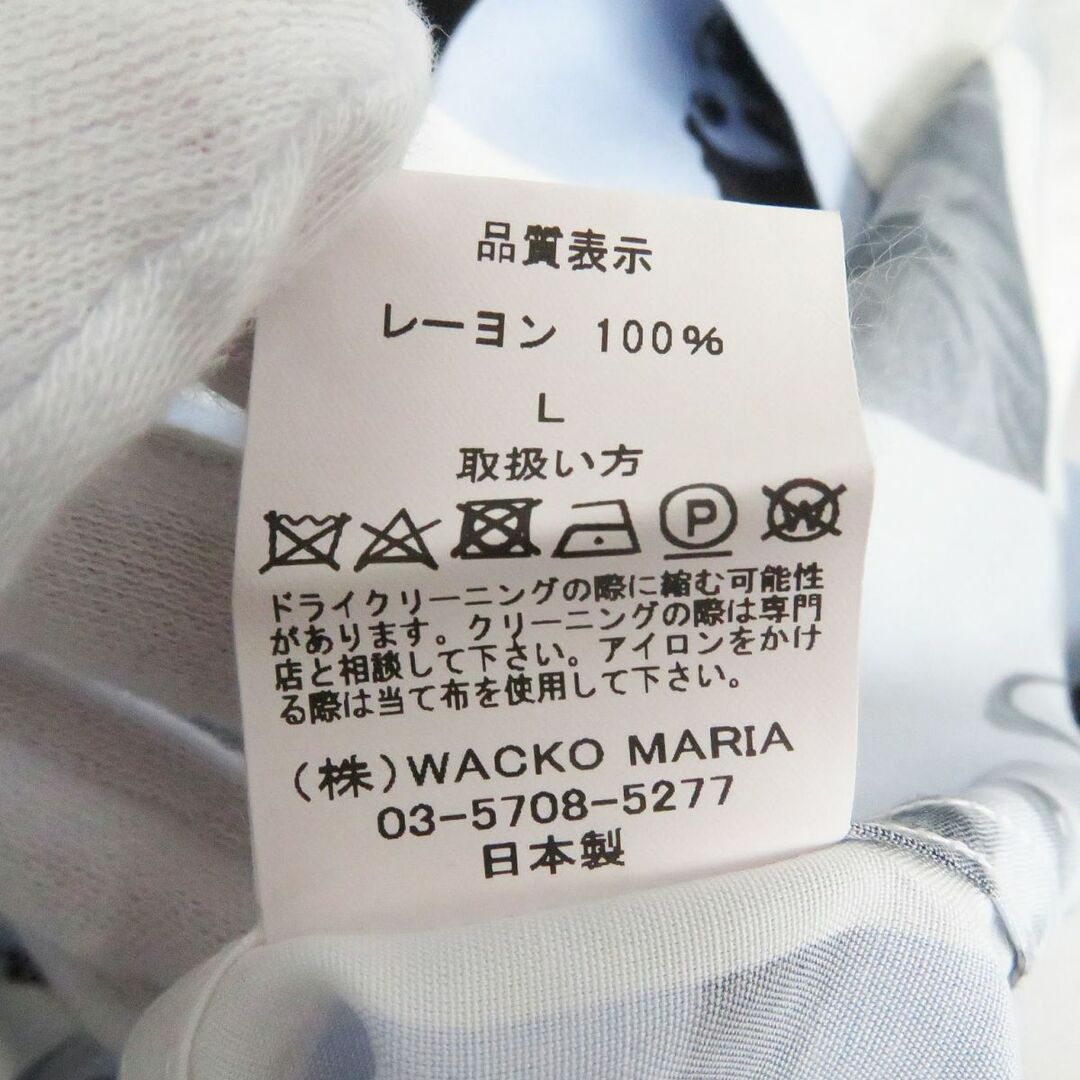 品質表示
レーヨン 100%
L
取扱い方
P
W
ドライクリーニングの際に縮む可能性
があります。クリーニングの際は専門
店と相談して下さい。アイロンをかけ
る際は当て布を使用して下さい。
(株)WACKO MARIA
03-5708-5277
日本製